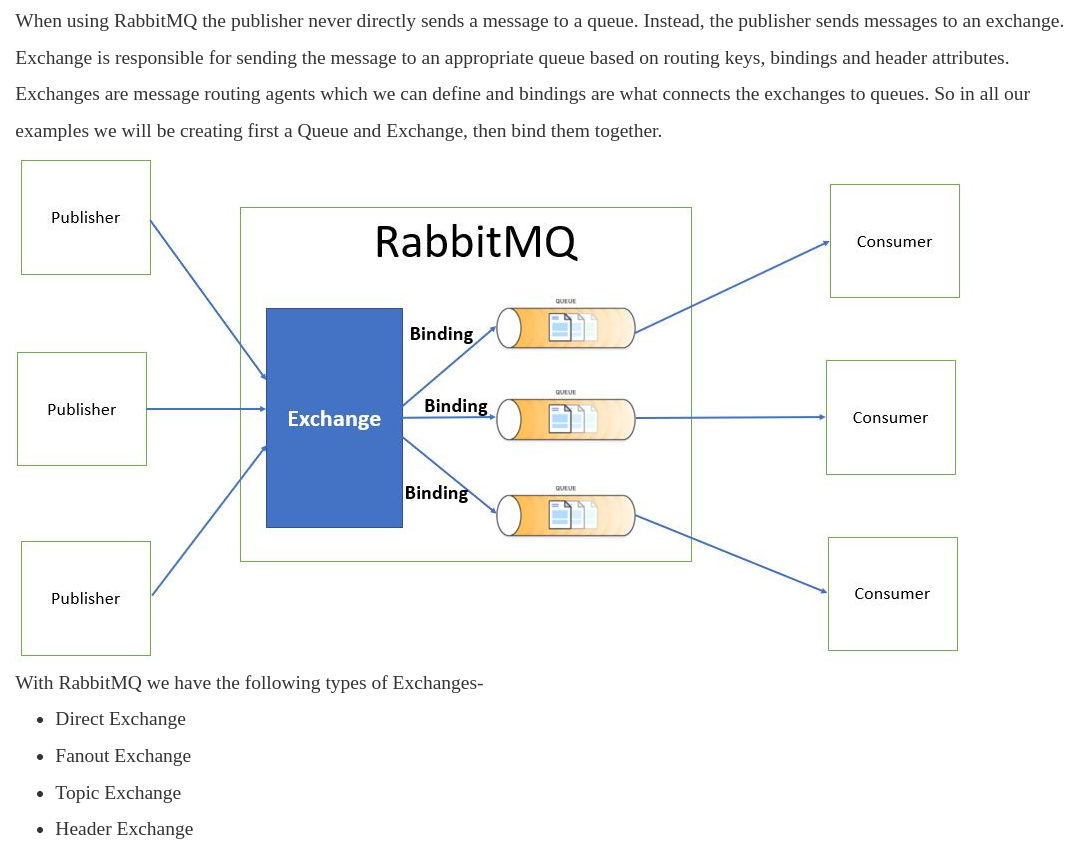 When using RabbitMQ the publisher never directly sends a message to a queue. Instead, the publisher sends messages to an exchange.
Exchange is responsible for sending the message to an appropriate queue based on routing keys, bindings and header attributes.
Exchanges are message routing agents which we can define and bindings are what connects the exchanges to queues. So in all our
examples we will be creating first a Queue and Exchange, then bind them together.
Publisher
Consumer
RabbitMQ
QUEUE
Binding
QUEUE
Publisher
Exchange
Binding
Consumer
QUEUE
Binding
Publisher
Consumer
With RabbitMQ we have the following types of Exchanges-
• Direct Exchange
• Fanout Exchange
• Topic Exchange
• Header Exchange